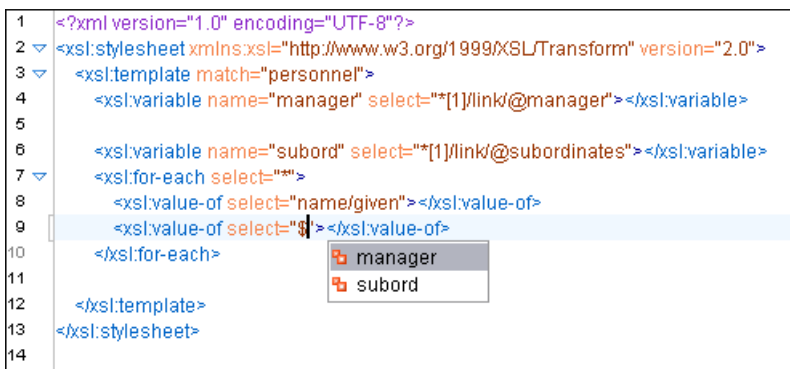 1 <?xml version="1.0" encoding="UTF-8"?>
2 <xsl:stylesheet xmlns:xsl="http://www.w3.org/1999/XSL/Transform" version="2.0">
3 <xsl:template match="personnel">
4 <xsl:variable name="manager" select="*[1]/link/@manager"></xsl:variable>
5
6 <xsl:variable name="subord" select="*[1]/link/@subordinates"></xsl:variable>
7 <xsl:for-each select="*">
8 <xsl:value-of select="name/given"></xsl:value-of>
9 <xsl:value-of select="$"></xsl:value-of>
10 </xsl:for-each>
manager
11
subord
12 </xsl:template>
13 </xsl:stylesheet>
14